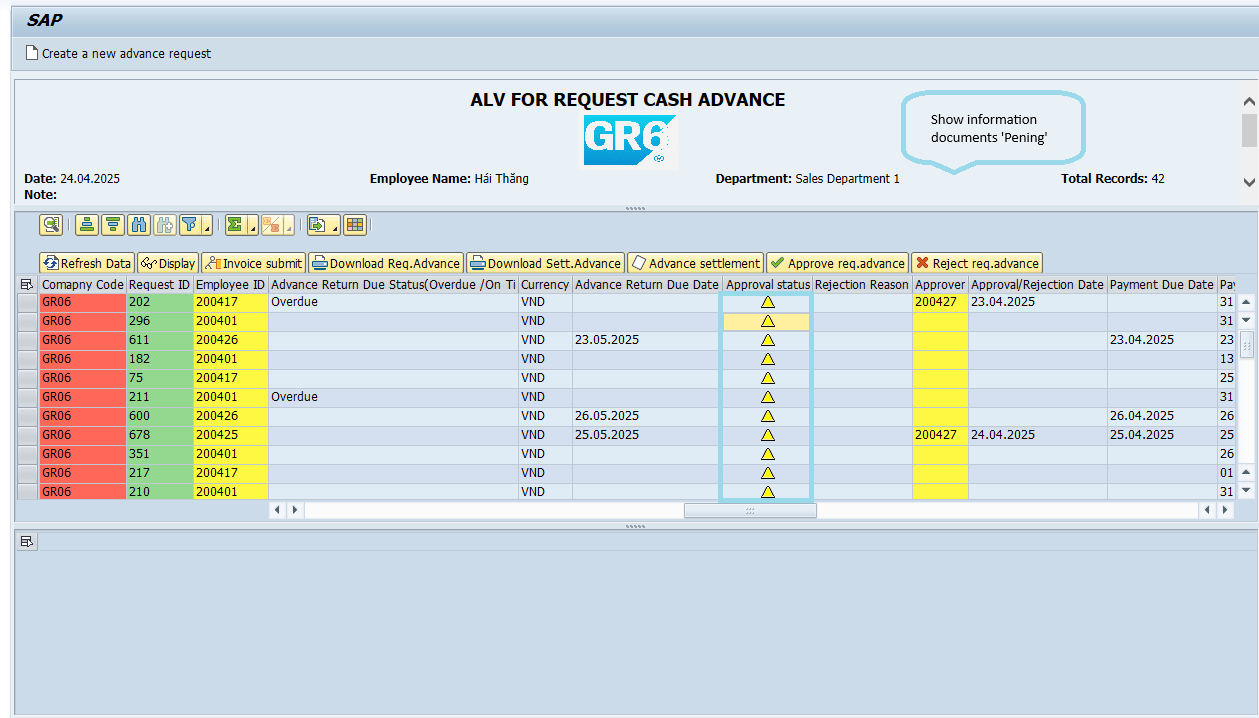 SAP
Create a new advance request
ALV FOR REQUEST CASH ADVANCE
GR6
Show information
documents 'Pening'
Date: 24.04.2025 Employee Name: Hái Thăng Department: Sales Department 1 Total Records: 42
Note:
Refresh Data Display Invoice submit Download Req.Advance Download Sett.Advance Advance settlement Approve req.advance Reject req.advance
Comapny Code Request ID Employee ID Advance Return Due Status(Overdue /On Ti Currency Advance Return Due Date Approval status Rejection Reason Approver Approval/Rejection Date Payment Due Date Pay
GR06 202 200417 Overdue VND 200427 23.04.2025 31
GR06 296 200401 VND 31
GR06 611 200426 VND 23.05.2025 23.04.2025 23
GR06 182 200401 VND 13
GR06 75 200417 VND 25
GR06 211 200401 Overdue VND 31
GR06 600 200426 VND 26.05.2025 26.04.2025 26
GR06 678 200425 VND 25.05.2025 200427 24.04.2025 25.04.2025 25
GR06 351 200401 VND 26
GR06 217 200417 VND 01
GR06 210 200401 VND 31